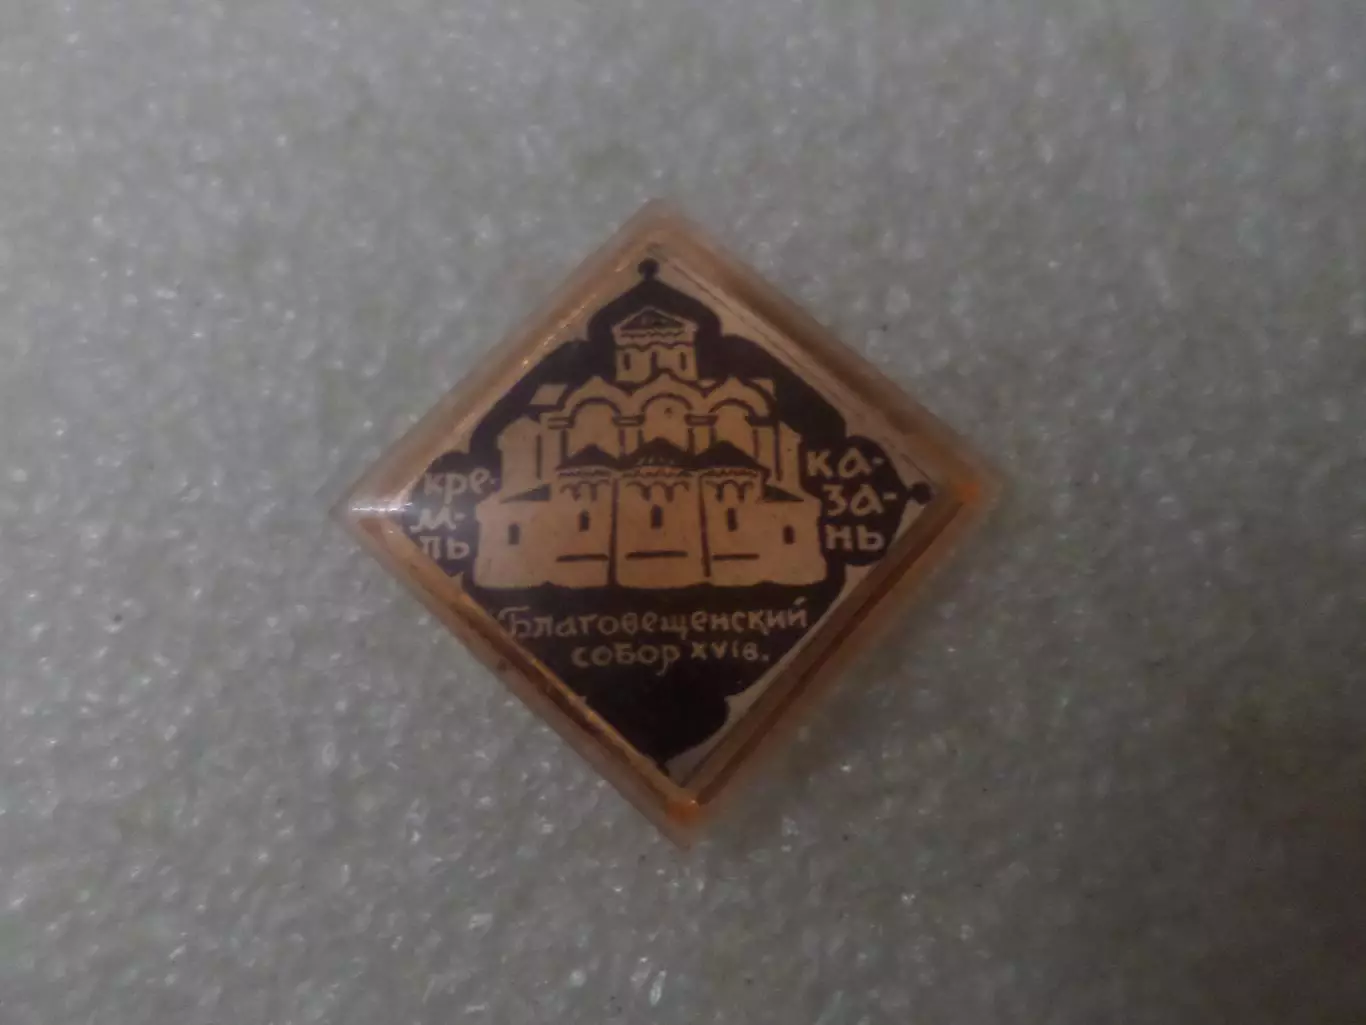 кре-
м-
ль
ка-
за-
нь
Благовещенский
собор XVIв.